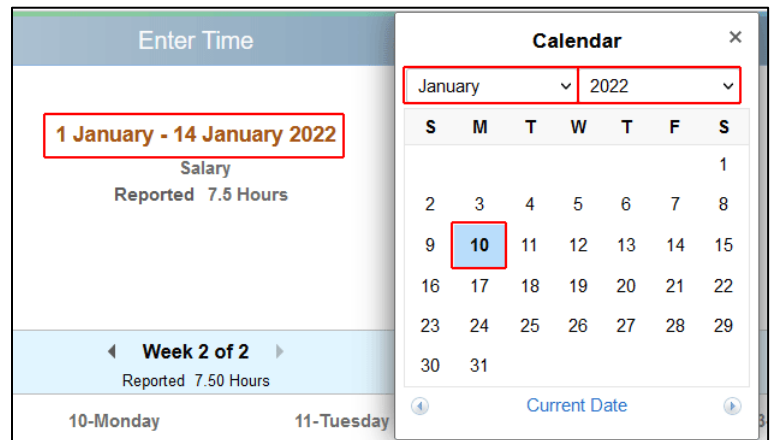 Enter Time
1 January - 14 January 2022
Salary
Reported 7.5 Hours
Week 2 of 2
Reported 7.50 Hours
10-Monday 11-Tuesday
Calendar ×
January 2022
S M T W T F S
1
2 3 4 5 6 7 8
9 10 11 12 13 14 15
16 17 18 19 20 21 22
23 24 25 26 27 28 29
30 31
Current Date